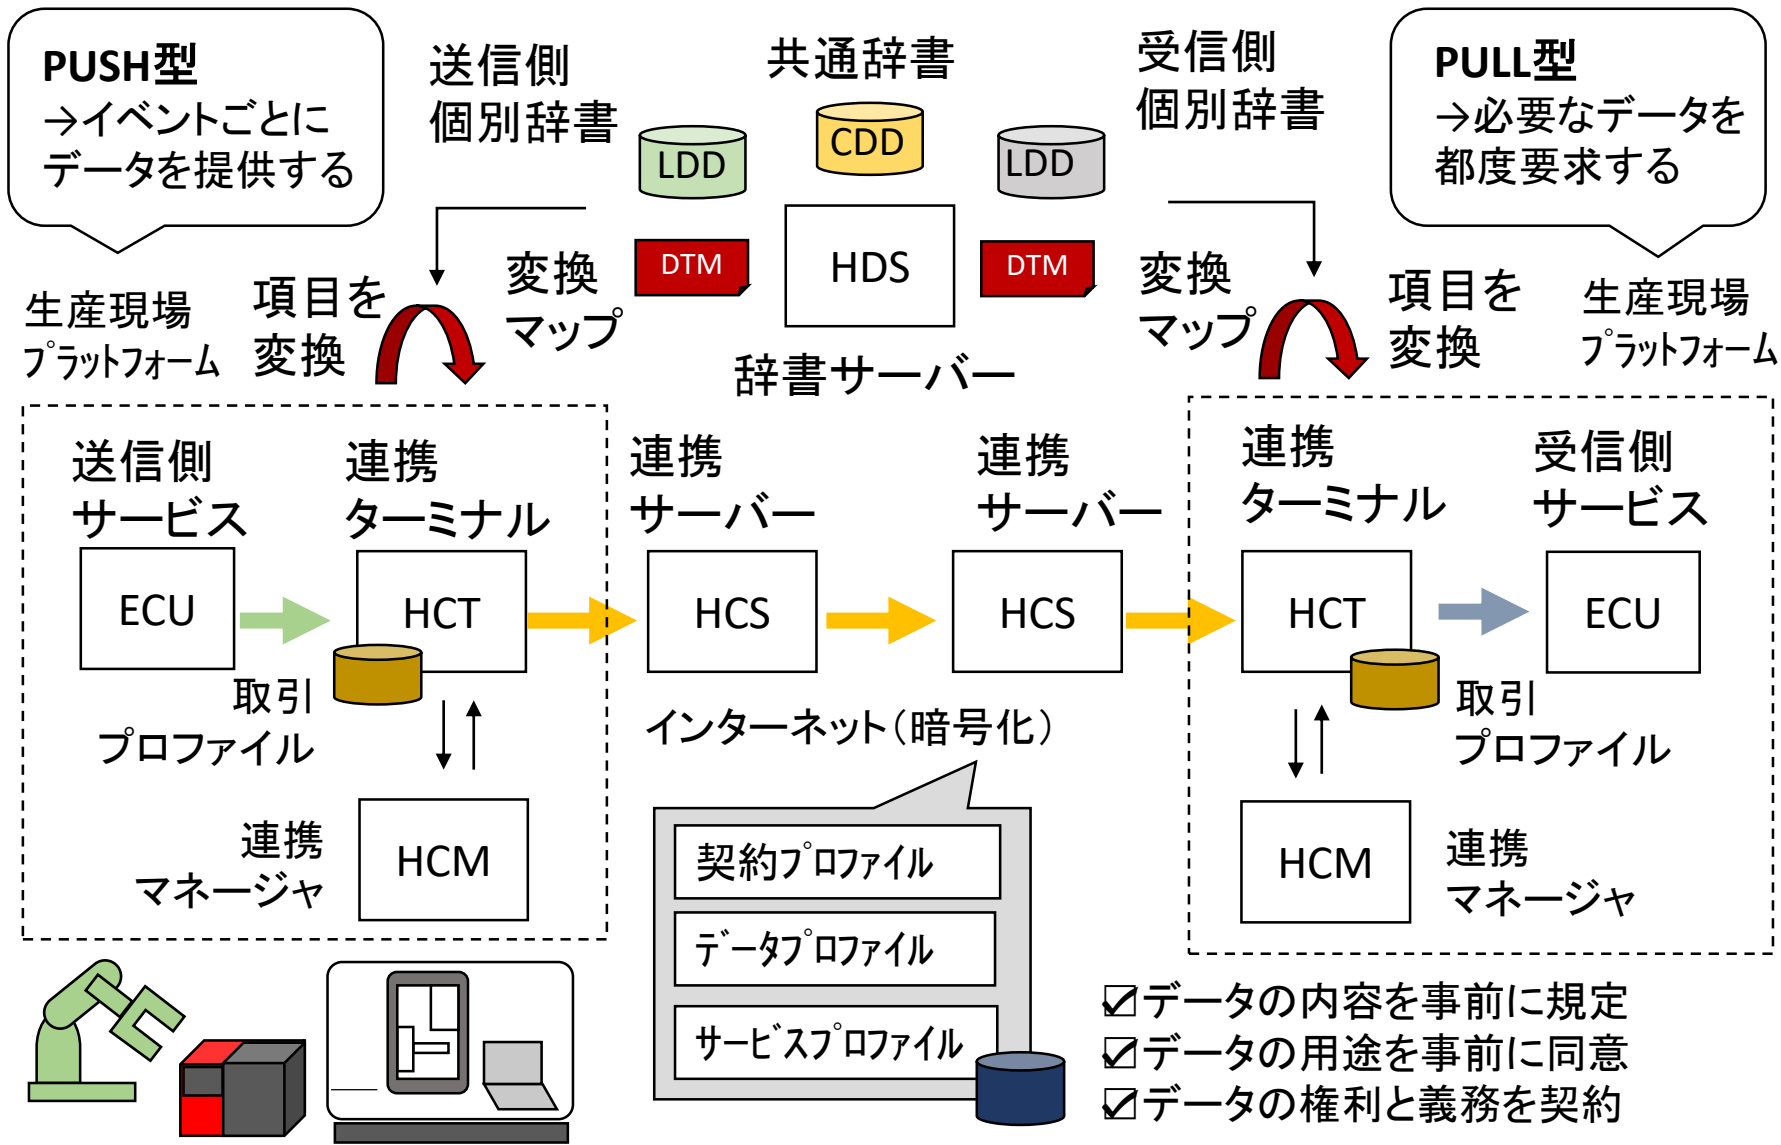 PUSH型
→イベントごとに
データを提供する
送信側
個別辞書
共通辞書
受信側
個別辞書
PULL型
→必要なデータを
都度要求する
LDD
CDD
LDD
DTM
HDS
DTM
変換
マップ
変換
マップ
項目を
変換
項目を
変換
生産現場
プラットフォーム
生産現場
プラットフォーム
辞書サーバー
送信側
サービス
連携
ターミナル
連携
サーバー
連携
サーバー
連携
ターミナル
受信側
サービス
ECU
HCT
HCS
HCS
HCT
ECU
取引
プロファイル
インターネット（暗号化）
取引
プロファイル
連携
マネージャ
HCM
HCM
連携
マネージャ
契約プロファイル
データプロファイル
サービスプロファイル
☑データの内容を事前に規定
☑データの用途を事前に同意
☑データの権利と義務を契約